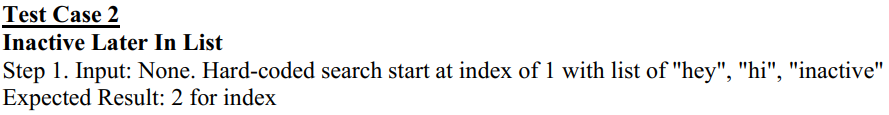 Test Case 2
Inactive Later In List
Step 1. Input: None. Hard-coded search start at index of 1 with list of "hey", "hi", "inactive"
Expected Result: 2 for index